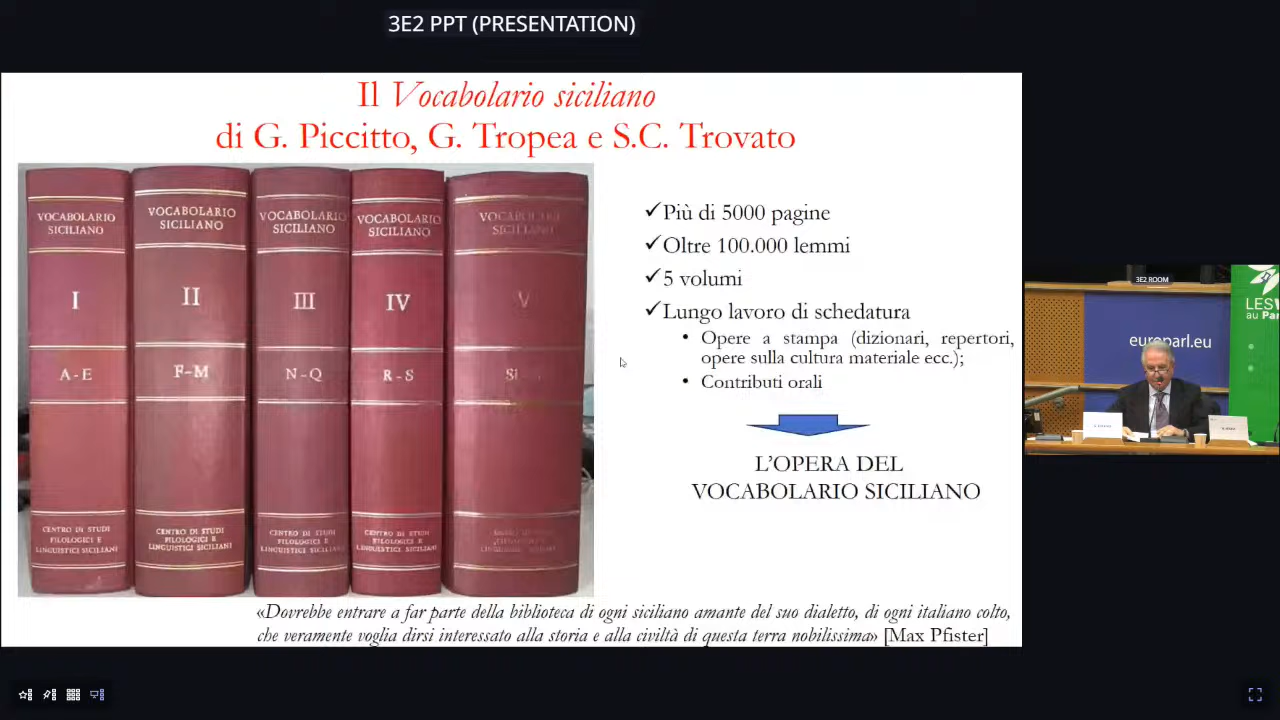 3E2 PPT (PRESENTATION)
Il Vocabolario siciliano
di G. Piccitto, G. Tropea e S.C. Trovato
VOCABOLARIO
SICILIANO
I
A-E
CENTRO DI STUDI
FILOLOGICI E
LINGUISTICI SICILIANI
VOCABOLARIO
SICILIANO
II
F-M
CENTRO DI STUDI
FILOLOGICI E
LINGUISTICI SICILIANI
VOCABOLARIO
SICILIANO
III
N-Q
CENTRO DI STUDI
FILOLOGICI E
LINGUISTICI SICILIANI
VOCABOLARIO
SICILIANO
IV
R-S
CENTRO DI STUDI
FILOLOGICI E
LINGUISTICI SICILIANI
VOCABOLARIO
SICILIANO
V
✓Più di 5000 pagine
✓Oltre 100.000 lemmi
✓5 volumi
✓Lungo lavoro di schedatura
• Opere a stampa (dizionari, repertori,
opere sulla cultura materiale ecc.);
• Contributi orali
L'OPERA DEL
VOCABOLARIO SICILIANO
«Dovrebbe entrare a far parte della biblioteca di ogni siciliano amante del suo dialetto, di ogni italiano colto,
che veramente voglia dirsi interessato alla storia e alla civiltà di questa terra nobilissima» [Max Pfister]
3E2 ROOM
europarl.eu
LES
au Par